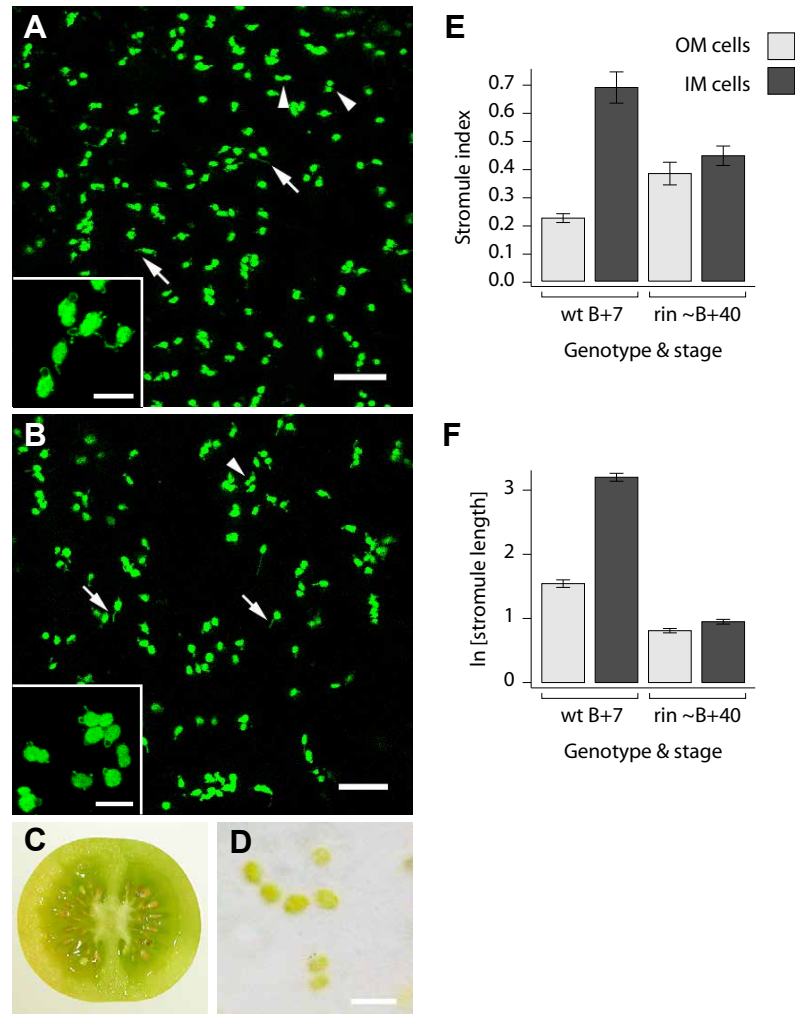 A
B
C
D
E
OM cells
IM cells
Stromule index
0.7
0.6
0.5
0.4
0.3
0.2
0.1
0.0
wt B+7 rin ~B+40
Genotype & stage
F
ln [stromule length]
3
2
1
0
wt B+7 rin ~B+40
Genotype & stage